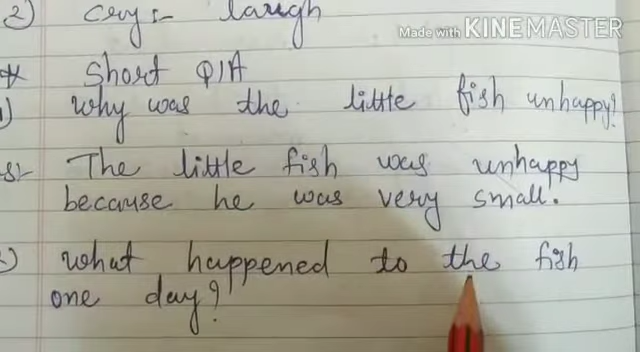 2) cry :- laugh
Made with KINEMASTER
* Short Q/A
1) Why was the little fish unhappy?
s:- The little fish was unhappy
because he was very small.
2) what happened to the fish
one day?